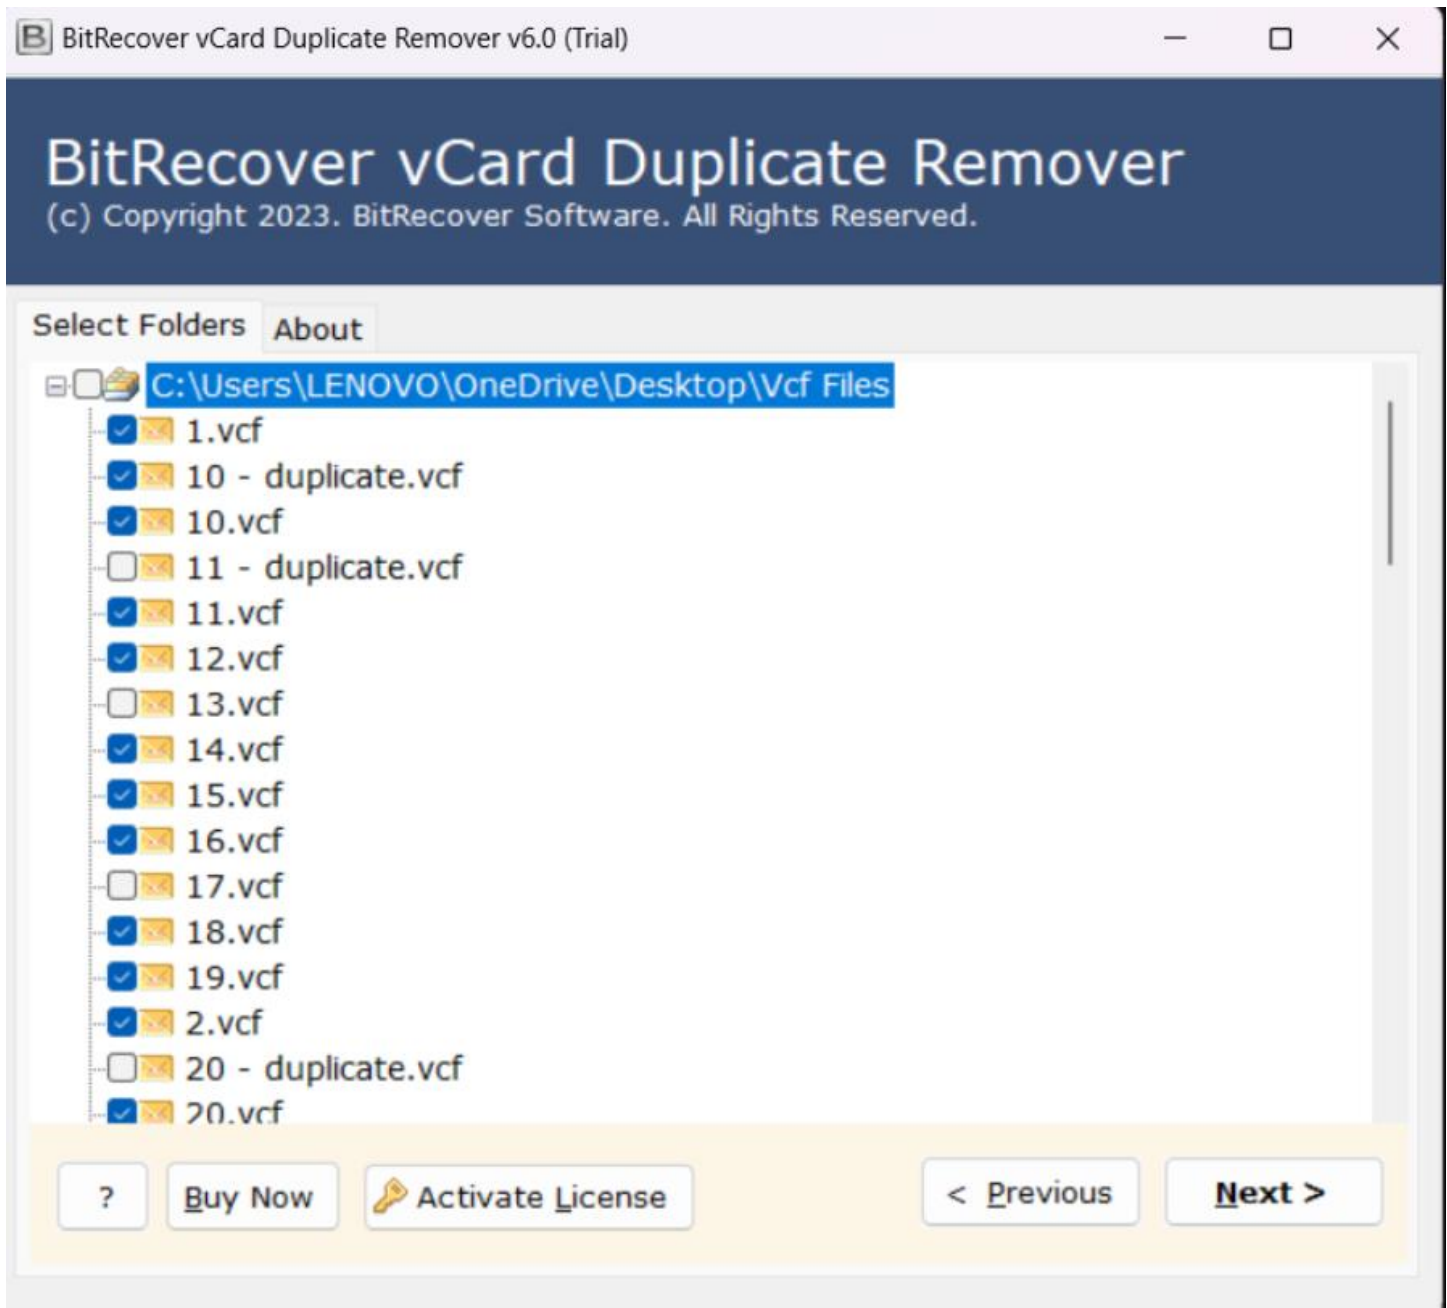 B BitRecover vCard Duplicate Remover v6.0 (Trial)
BitRecover vCard Duplicate Remover
(c) Copyright 2023. BitRecover Software. All Rights Reserved.
Select Folders About
C:\Users\LENOVO\OneDrive\Desktop\Vcf Files
1.vcf
10 - duplicate.vcf
10.vcf
11 - duplicate.vcf
11.vcf
12.vcf
13.vcf
14.vcf
15.vcf
16.vcf
17.vcf
18.vcf
19.vcf
2.vcf
20 - duplicate.vcf
20.vcf
? Buy Now Activate License < Previous Next >